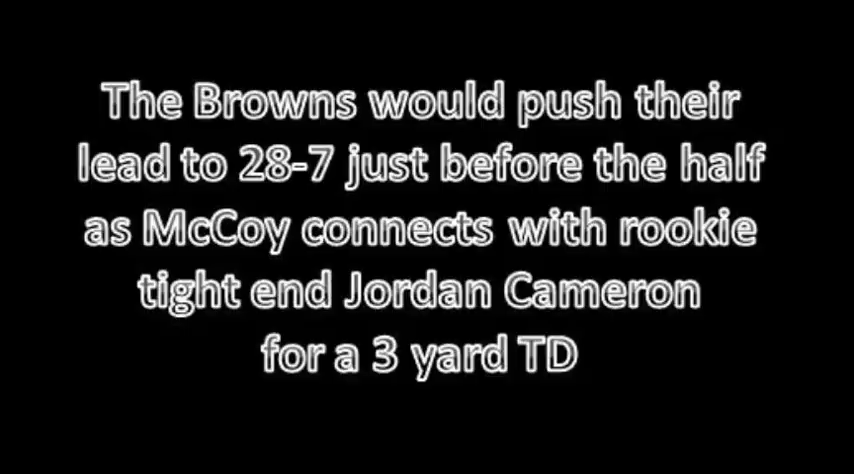 The Browns would push their
lead to 28-7 just before the half
as McCoy connects with rookie
tight end Jordan Cameron
for a 3 yard TD